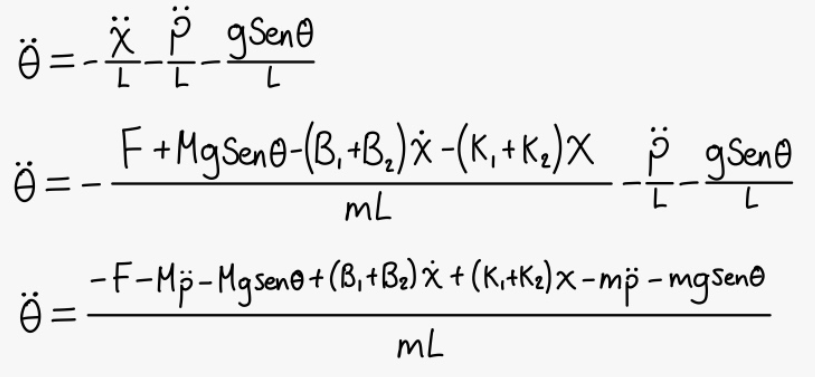 θ̈ = - ẍ/L - p̈/L - gSenθ/L
θ̈ = - (F + MgSenθ - (B₁+B₂)ẋ - (K₁+K₂)X)/mL - p̈/L - gSenθ/L
θ̈ = (-F - Mp̈ - Mgsenθ + (B₁+B₂)ẋ + (K₁+K₂)x - mp̈ - mgsenθ)/mL